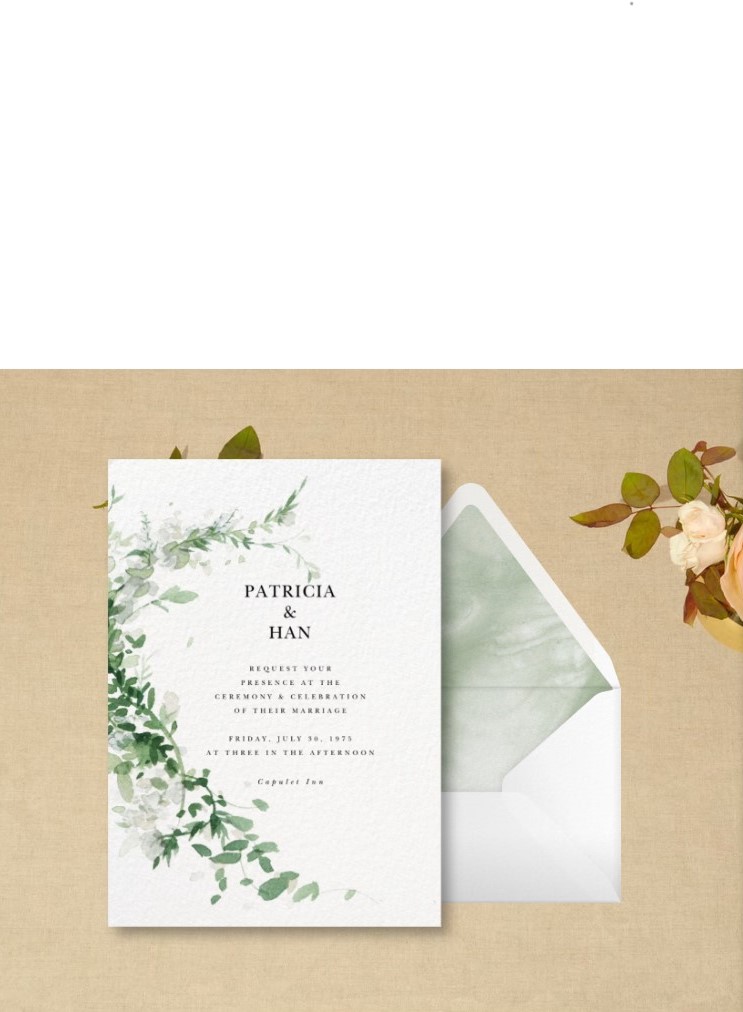 PATRICIA
&
HAN
REQUEST YOUR
PRESENCE AT THE
CEREMONY & CELEBRATION
OF THEIR MARRIAGE
FRIDAY, JULY 30, 1975
AT THREE IN THE AFTERNOON
Capulet Inn